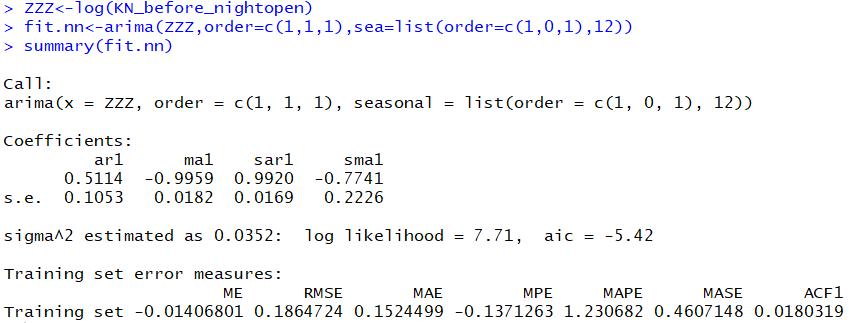 > ZZZ<-log(KN_before_nightopen)
> fit.nn<-arima(ZZZ,order=c(1,1,1),sea=list(order=c(1,0,1),12))
> summary(fit.nn)
Call:
arima(x = ZZZ, order = c(1, 1, 1), seasonal = list(order = c(1, 0, 1), 12))
Coefficients:
ar1 ma1 sar1 sma1
0.5114 -0.9959 0.9920 -0.7741
s.e. 0.1053 0.0182 0.0169 0.2226
sigma^2 estimated as 0.0352: log likelihood = 7.71, aic = -5.42
Training set error measures:
ME RMSE MAE MPE MAPE MASE ACF1
Training set -0.01406801 0.1864724 0.1524499 -0.1371263 1.230682 0.4607148 0.0180319